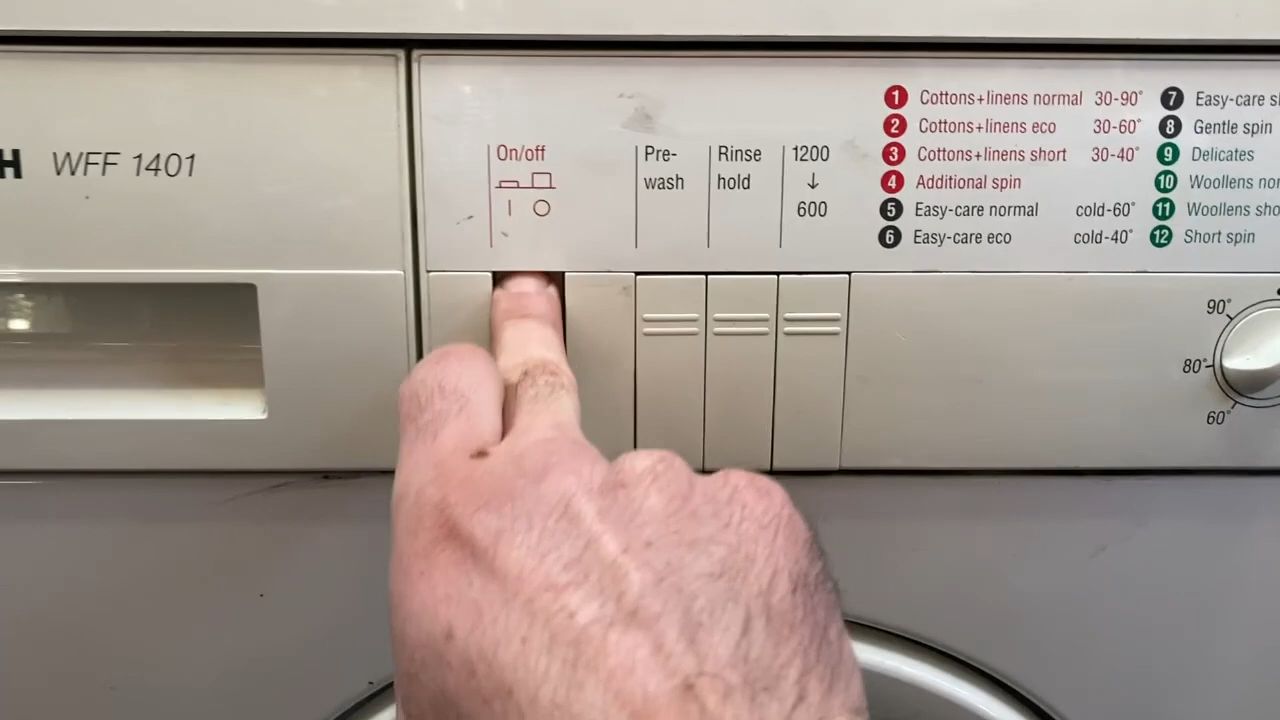 H WFF 1401
On/off
I O
Pre-
wash
Rinse
hold
1200
↓
600
1 Cottons+linens normal 30-90°
2 Cottons+linens eco 30-60°
3 Cottons+linens short 30-40°
4 Additional spin
5 Easy-care normal cold-60°
6 Easy-care eco cold-40°
7 Easy-care s
8 Gentle spin
9 Delicates
10 Woollens no
11 Woollens sho
12 Short spin
90°
80°
60°